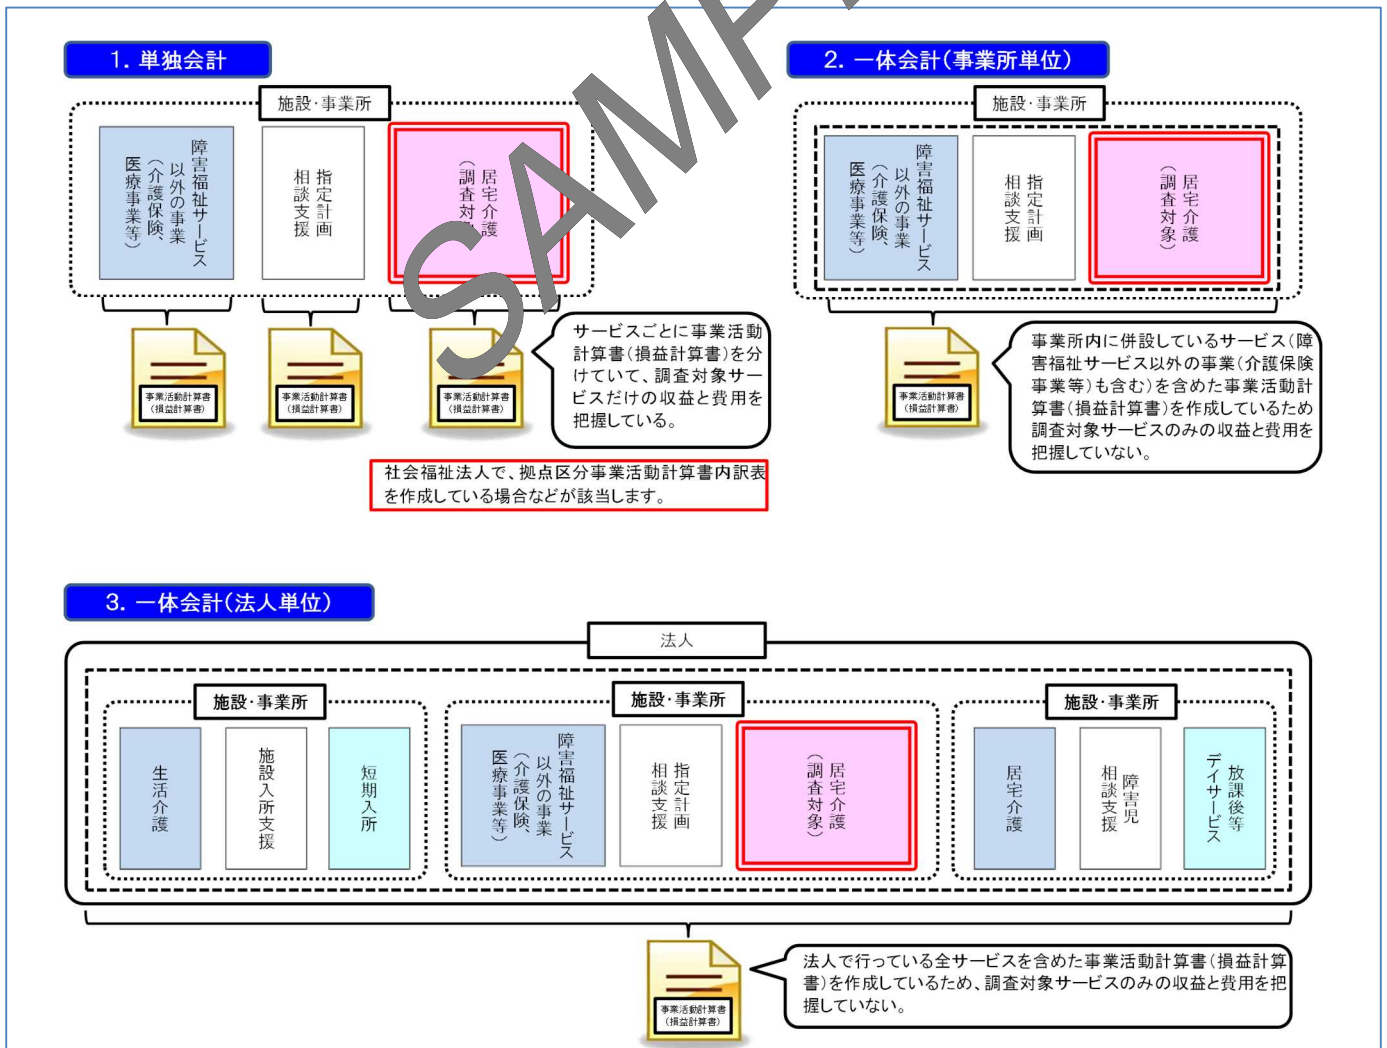 SAMP
1. 単独会計
施設・事業所
障害福祉サービス
以外の事業
（介護保険、
医療事業等）
指定計画
相談支援
居宅介護
（調査対象）
事業活動計算書
（損益計算書）
事業活動計算書
（損益計算書）
事業活動計算書
（損益計算書）
サービスごとに事業活動
計算書（損益計算書）を分
けていて、調査対象サー
ビスだけの収益と費用を
把握している。
社会福祉法人で、拠点区分事業活動計算書内訳表
を作成している場合などが該当します。
2. 一体会計（事業所単位）
施設・事業所
障害福祉サービス
以外の事業
（介護保険、
医療事業等）
指定計画
相談支援
居宅介護
（調査対象）
事業活動計算書
（損益計算書）
事業所内に併設しているサービス（障
害福祉サービス以外の事業（介護保険
事業等）も含む）を含めた事業活動計
算書（損益計算書）を作成しているため
調査対象サービスのみの収益と費用を
把握していない。
3. 一体会計（法人単位）
法人
施設・事業所
生活介護
施設入所支援
短期入所
施設・事業所
障害福祉サービス
以外の事業
（介護保険、
医療事業等）
指定計画
相談支援
居宅介護
（調査対象）
施設・事業所
居宅介護
障害児
相談支援
放課後等
デイサービス
事業活動計算書
（損益計算書）
法人で行っている全サービスを含めた事業活動計算書（損益計算
書）を作成しているため、調査対象サービスのみの収益と費用を把
握していない。